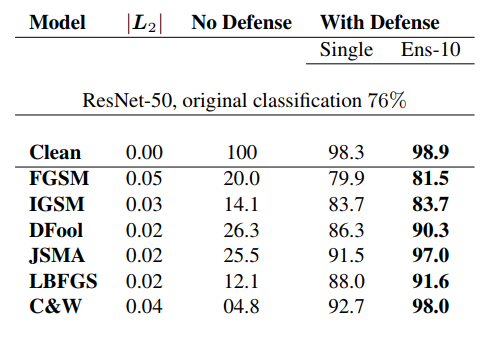 Model |L2| No Defense With Defense
Single Ens-10
ResNet-50, original classification 76%
Clean 0.00 100 98.3 98.9
FGSM 0.05 20.0 79.9 81.5
IGSM 0.03 14.1 83.7 83.7
DFool 0.02 26.3 86.3 90.3
JSMA 0.02 25.5 91.5 97.0
LBFGS 0.02 12.1 88.0 91.6
C&W 0.04 04.8 92.7 98.0